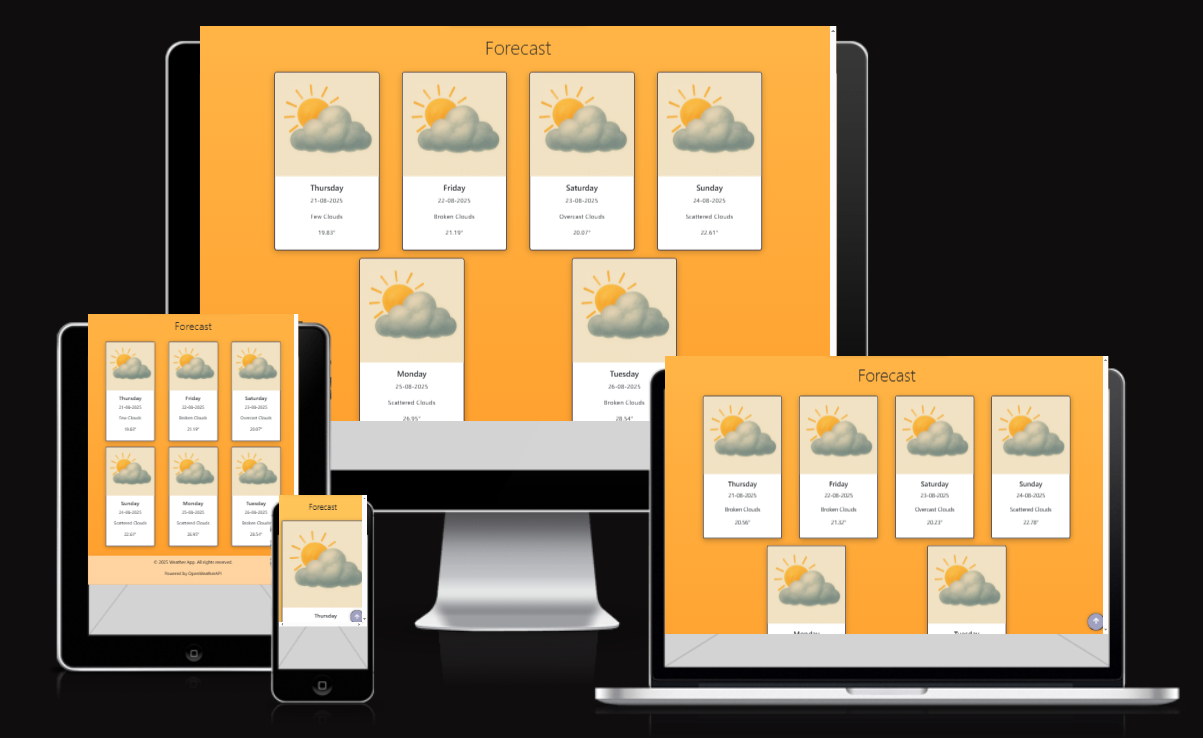 Forecast
Thursday Friday Saturday Sunday
21-08-2025 22-08-2025 23-08-2025 24-08-2025
Few Clouds Broken Clouds Overcast Clouds Scattered Clouds
19.83° 21.19° 20.07° 22.61°
Monday Tuesday
25-08-2025 26-08-2025
Scattered Clouds Broken Clouds
26.95° 28.54°
Forecast
Thursday Friday Saturday
21-08-2025 22-08-2025 23-08-2025
Few Clouds Broken Clouds Overcast Clouds
19.83° 21.19° 20.07°
Sunday Monday Tuesday
24-08-2025 25-08-2025 26-08-2025
Scattered Clouds Scattered Clouds Broken Clouds
22.61° 26.95° 28.54°
© 2025 Weather App. All rights reserved
Powered by OpenWeatherAPI
Forecast
Thursday
Forecast
Thursday Friday Saturday Sunday
21-08-2025 22-08-2025 23-08-2025 24-08-2025
Broken Clouds Broken Clouds Overcast Clouds Scattered Clouds
20.56° 21.32° 20.23° 22.78°
Monday Tuesday